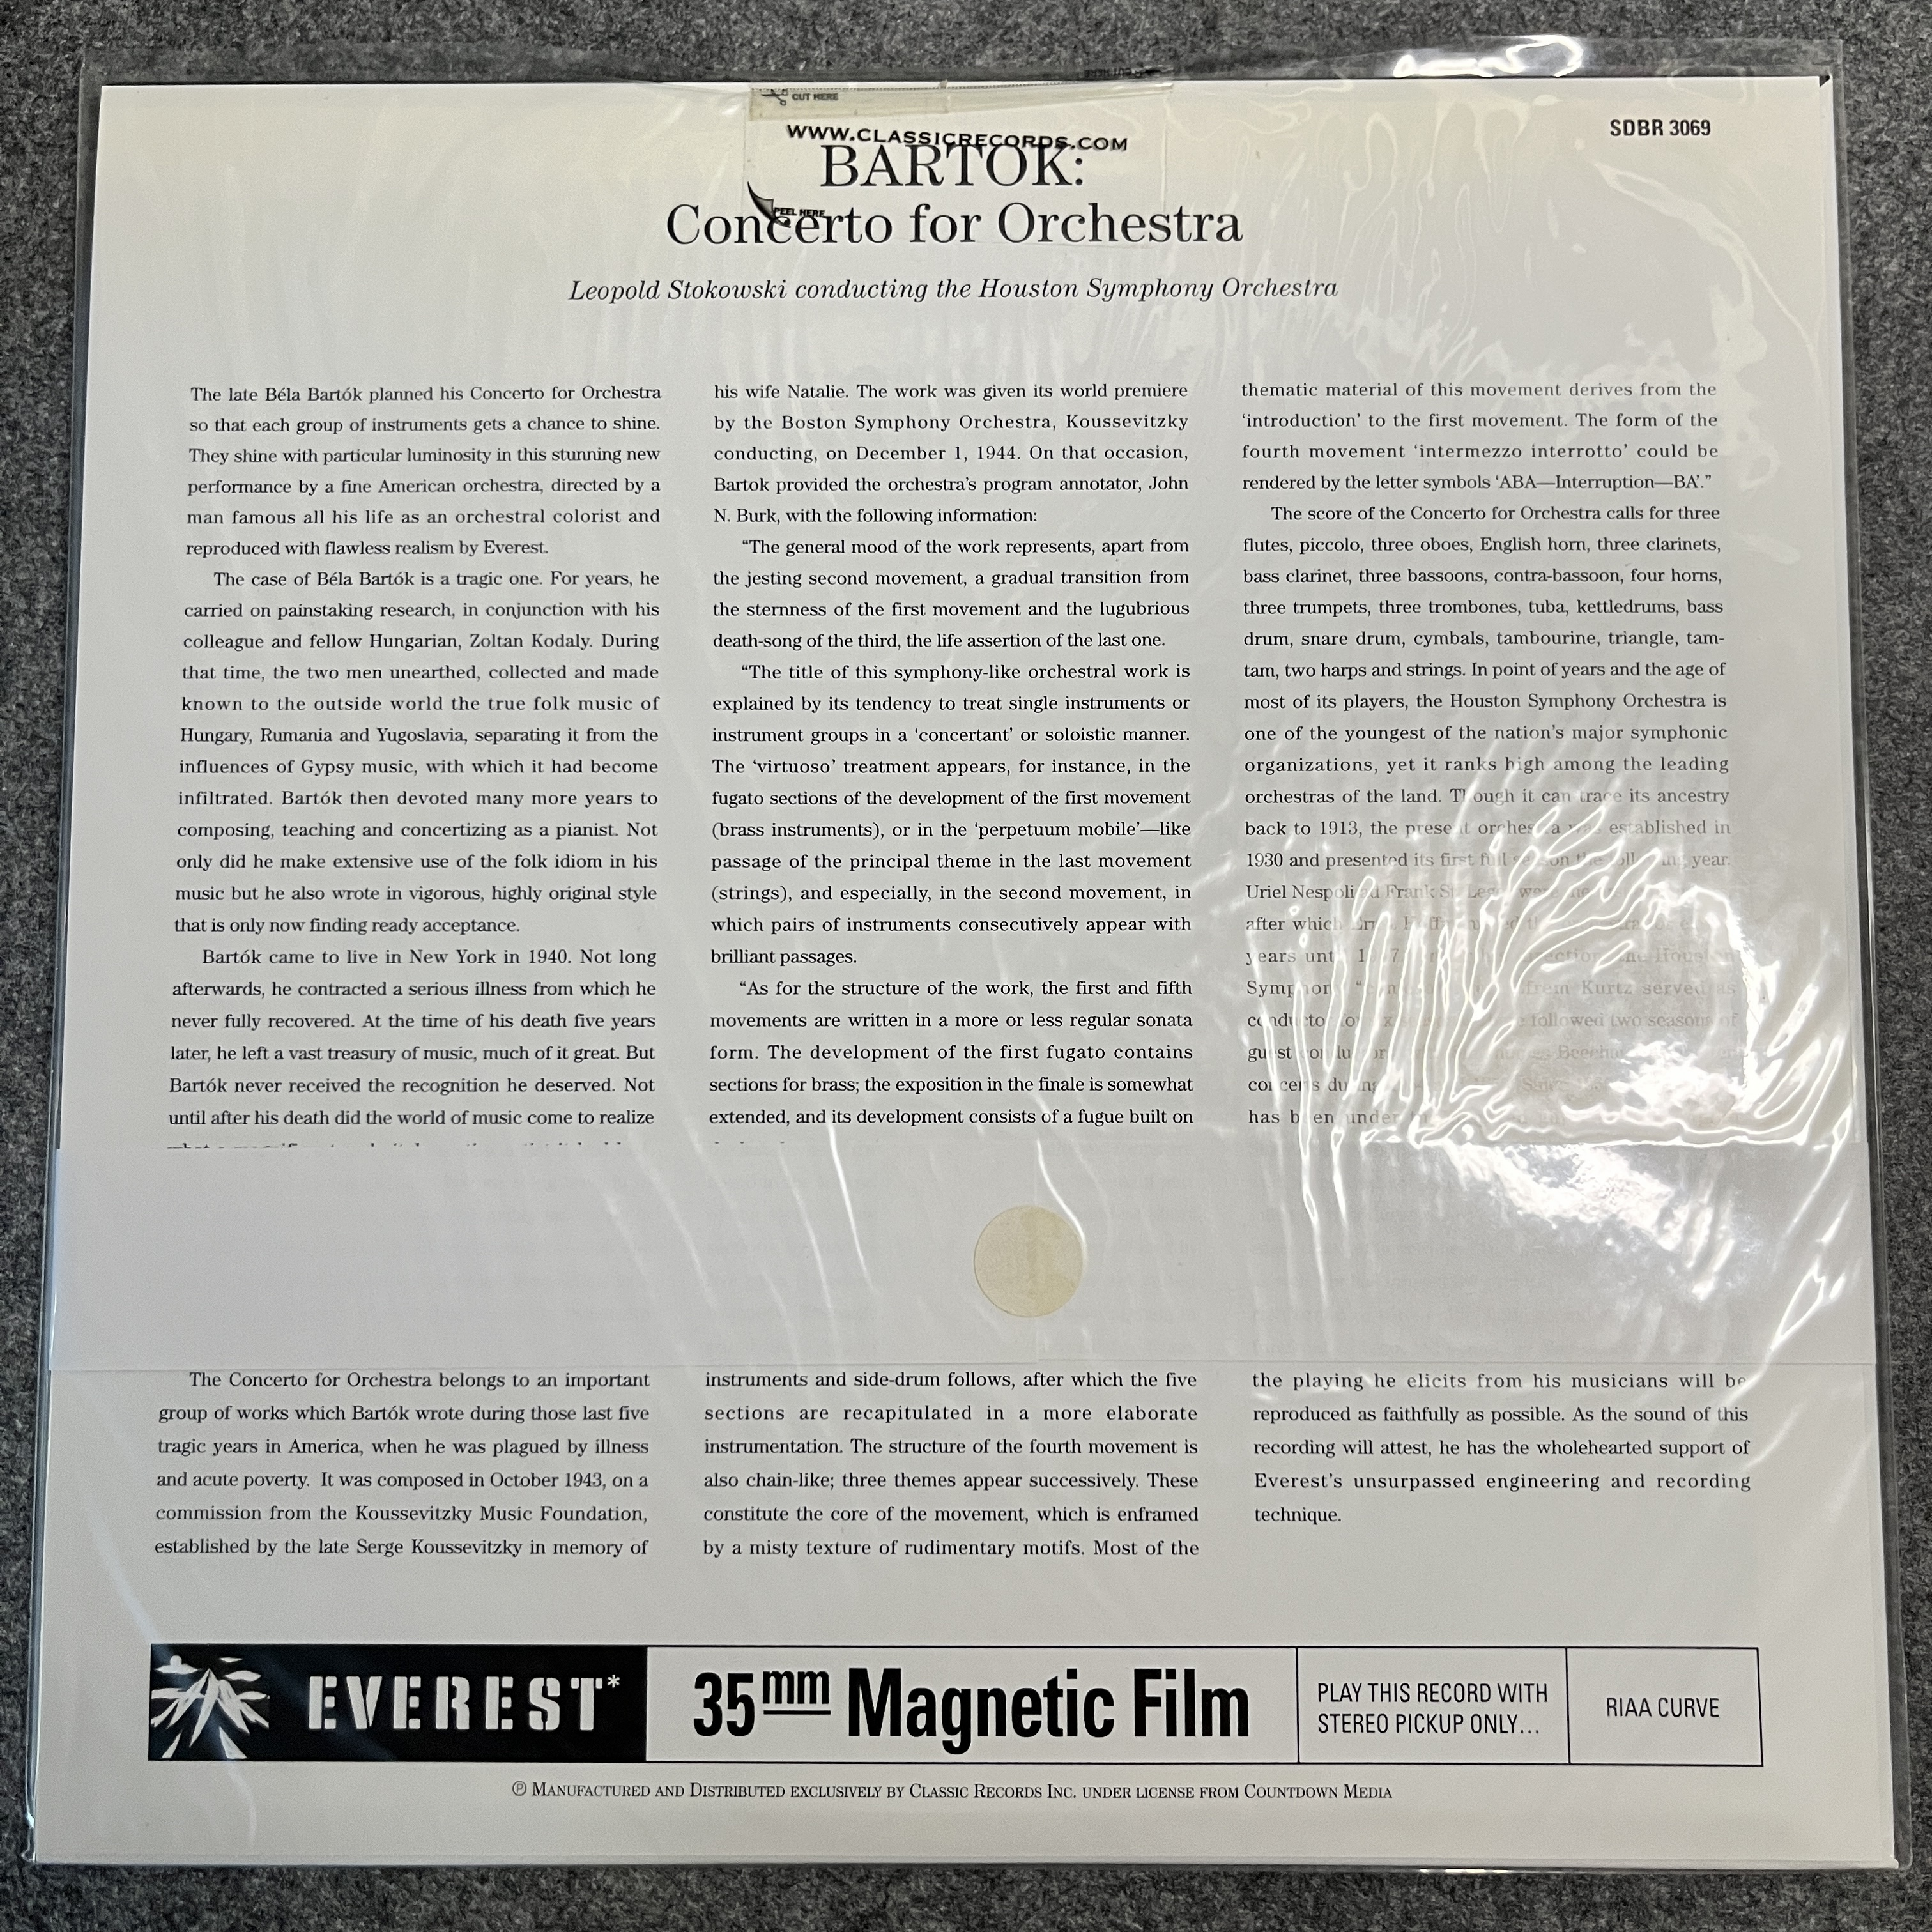 CUT HERE
WWW.CLASSICRECORDS.COM
SDBR 3069
BARTOK:
PEEL HERE
Concerto for Orchestra
Leopold Stokowski conducting the Houston Symphony Orchestra
The late Béla Bartók planned his Concerto for Orchestra
so that each group of instruments gets a chance to shine.
They shine with particular luminosity in this stunning new
performance by a fine American orchestra, directed by a
man famous all his life as an orchestral colorist and
reproduced with flawless realism by Everest.
The case of Béla Bartók is a tragic one. For years, he
carried on painstaking research, in conjunction with his
colleague and fellow Hungarian, Zoltan Kodaly. During
that time, the two men unearthed, collected and made
known to the outside world the true folk music of
Hungary, Rumania and Yugoslavia, separating it from the
influences of Gypsy music, with which it had become
infiltrated. Bartók then devoted many more years to
composing, teaching and concertizing as a pianist. Not
only did he make extensive use of the folk idiom in his
music but he also wrote in vigorous, highly original style
that is only now finding ready acceptance.
Bartók came to live in New York in 1940. Not long
afterwards, he contracted a serious illness from which he
never fully recovered. At the time of his death five years
later, he left a vast treasury of music, much of it great. But
Bartók never received the recognition he deserved. Not
until after his death did the world of music come to realize
The Concerto for Orchestra belongs to an important
group of works which Bartók wrote during those last five
tragic years in America, when he was plagued by illness
and acute poverty. It was composed in October 1943, on a
commission from the Koussevitzky Music Foundation,
established by the late Serge Koussevitzky in memory of
his wife Natalie. The work was given its world premiere
by the Boston Symphony Orchestra, Koussevitzky
conducting, on December 1, 1944. On that occasion,
Bartok provided the orchestra's program annotator, John
N. Burk, with the following information:
“The general mood of the work represents, apart from
the jesting second movement, a gradual transition from
the sternness of the first movement and the lugubrious
death-song of the third, the life assertion of the last one.
“The title of this symphony-like orchestral work is
explained by its tendency to treat single instruments or
instrument groups in a ‘concertant’ or soloistic manner.
The ‘virtuoso’ treatment appears, for instance, in the
fugato sections of the development of the first movement
(brass instruments), or in the ‘perpetuum mobile’—like
passage of the principal theme in the last movement
(strings), and especially, in the second movement, in
which pairs of instruments consecutively appear with
brilliant passages.
“As for the structure of the work, the first and fifth
movements are written in a more or less regular sonata
form. The development of the first fugato contains
sections for brass; the exposition in the finale is somewhat
extended, and its development consists of a fugue built on
instruments and side-drum follows, after which the five
sections are recapitulated in a more elaborate
instrumentation. The structure of the fourth movement is
also chain-like; three themes appear successively. These
constitute the core of the movement, which is enframed
by a misty texture of rudimentary motifs. Most of the
thematic material of this movement derives from the
‘introduction’ to the first movement. The form of the
fourth movement ‘intermezzo interrotto’ could be
rendered by the letter symbols ‘ABA—Interruption—BA’.”
The score of the Concerto for Orchestra calls for three
flutes, piccolo, three oboes, English horn, three clarinets,
bass clarinet, three bassoons, contra-bassoon, four horns,
three trumpets, three trombones, tuba, kettledrums, bass
drum, snare drum, cymbals, tambourine, triangle, tam-
tam, two harps and strings. In point of years and the age of
most of its players, the Houston Symphony Orchestra is
one of the youngest of the nation's major symphonic
organizations, yet it ranks high among the leading
orchestras of the land. Though it can trace its ancestry
back to 1913, the present orchestra was established in
1930 and presented its first full season the following year.
Uriel Nespoli Frank St.
after which
years until
Kurtz served as
followed two seasons of
guest
concerts during
has been under
the playing he elicits from his musicians will be
reproduced as faithfully as possible. As the sound of this
recording will attest, he has the wholehearted support of
Everest's unsurpassed engineering and recording
technique.
EVEREST*
35mm Magnetic Film
PLAY THIS RECORD WITH
STEREO PICKUP ONLY...
RIAA CURVE
℗ MANUFACTURED AND DISTRIBUTED EXCLUSIVELY BY CLASSIC RECORDS INC. UNDER LICENSE FROM COUNTDOWN MEDIA